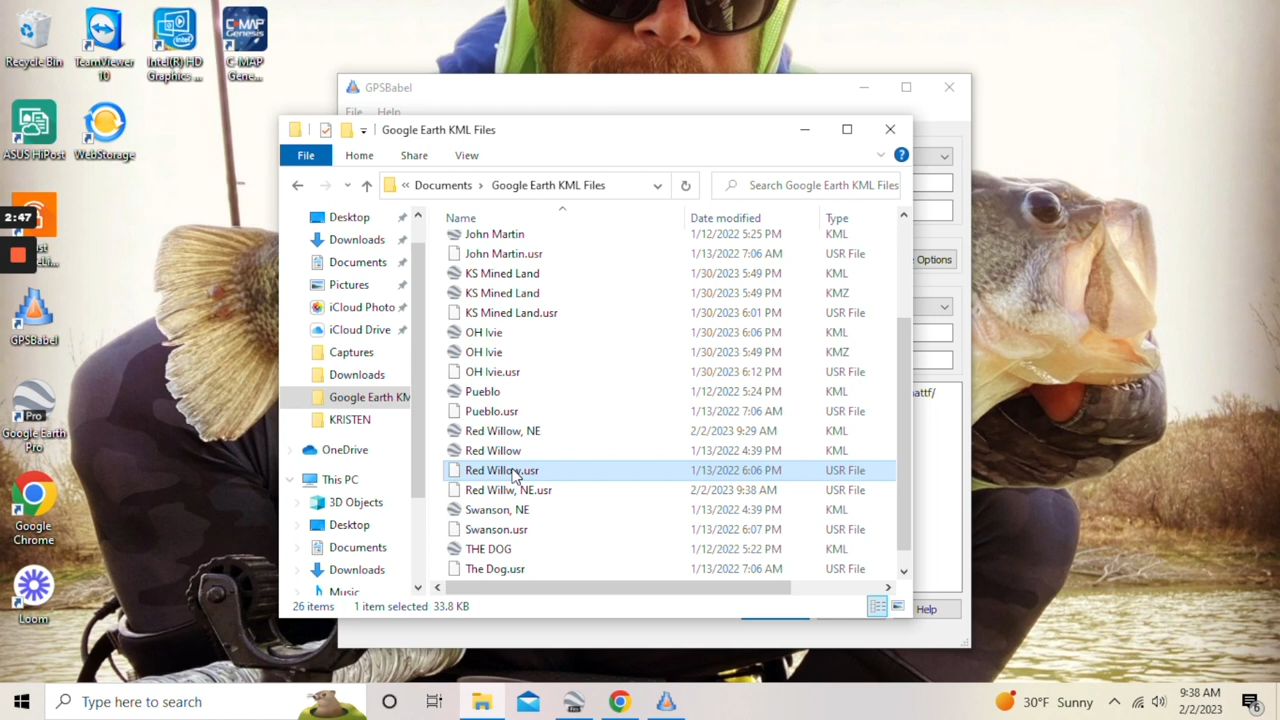 Recycle Bin
TeamViewer 10
Intel(R) HD Graphics ...
C-MAP Gene...
ASUS HiPost
WebStorage
2:47
GPSBabel
Google Earth Pro
Google Chrome
Loom
GPSBabel
File Help
Google Earth KML Files
File Home Share View
Documents Google Earth KML Files
Search Google Earth KML Files
Desktop
Downloads
Documents
Pictures
iCloud Photo
iCloud Drive
Captures
Downloads
Google Earth KM
KRISTEN
OneDrive
This PC
3D Objects
Desktop
Documents
Downloads
Music
Name Date modified Type
John Martin 1/12/2022 5:25 PM KML
John Martin.usr 1/13/2022 7:06 AM USR File
KS Mined Land 1/30/2023 5:49 PM KML
KS Mined Land 1/30/2023 5:49 PM KMZ
KS Mined Land.usr 1/30/2023 6:01 PM USR File
OH Ivie 1/30/2023 6:06 PM KML
OH Ivie 1/30/2023 5:49 PM KMZ
OH Ivie.usr 1/30/2023 6:12 PM USR File
Pueblo 1/12/2022 5:24 PM KML
Pueblo.usr 1/13/2022 7:06 AM USR File
Red Willow, NE 2/2/2023 9:29 AM KML
Red Willow 1/13/2022 4:39 PM KML
Red Willow.usr 1/13/2022 6:06 PM USR File
Red Willw, NE.usr 2/2/2023 9:38 AM USR File
Swanson, NE 1/13/2022 4:39 PM KML
Swanson.usr 1/13/2022 6:07 PM USR File
THE DOG 1/12/2022 5:22 PM KML
The Dog.usr 1/13/2022 7:06 AM USR File
26 items 1 item selected 33.8 KB
Options
attf/
Help
Type here to search
30°F Sunny
9:38 AM
2/2/2023
6